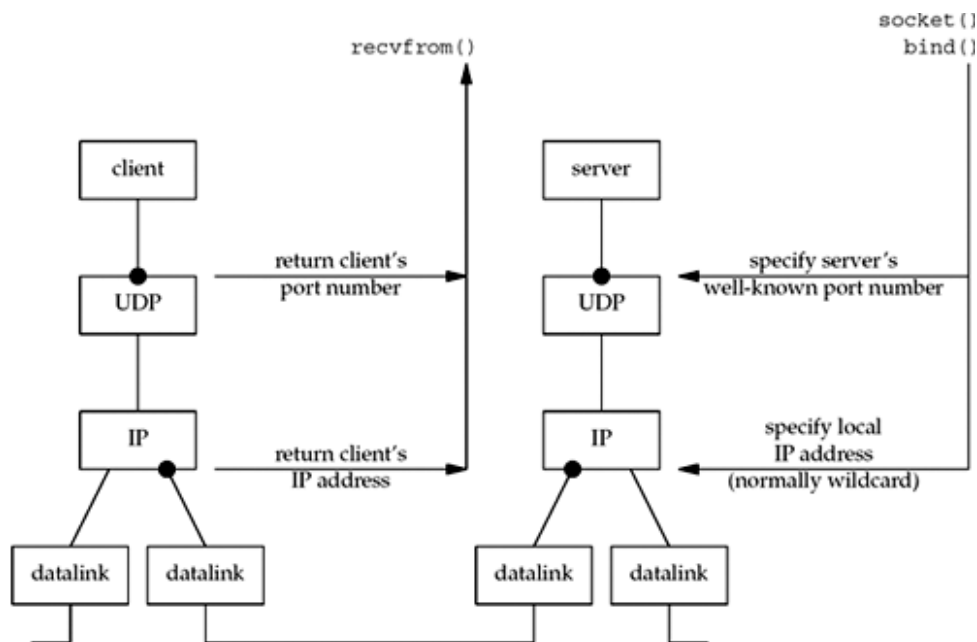 socket()
recvfrom()
bind()
client
server
return client's
port number
specify server's
well-known port number
UDP
UDP
IP
IP
return client's
IP address
specify local
IP address
(normally wildcard)
datalink
datalink
datalink
datalink